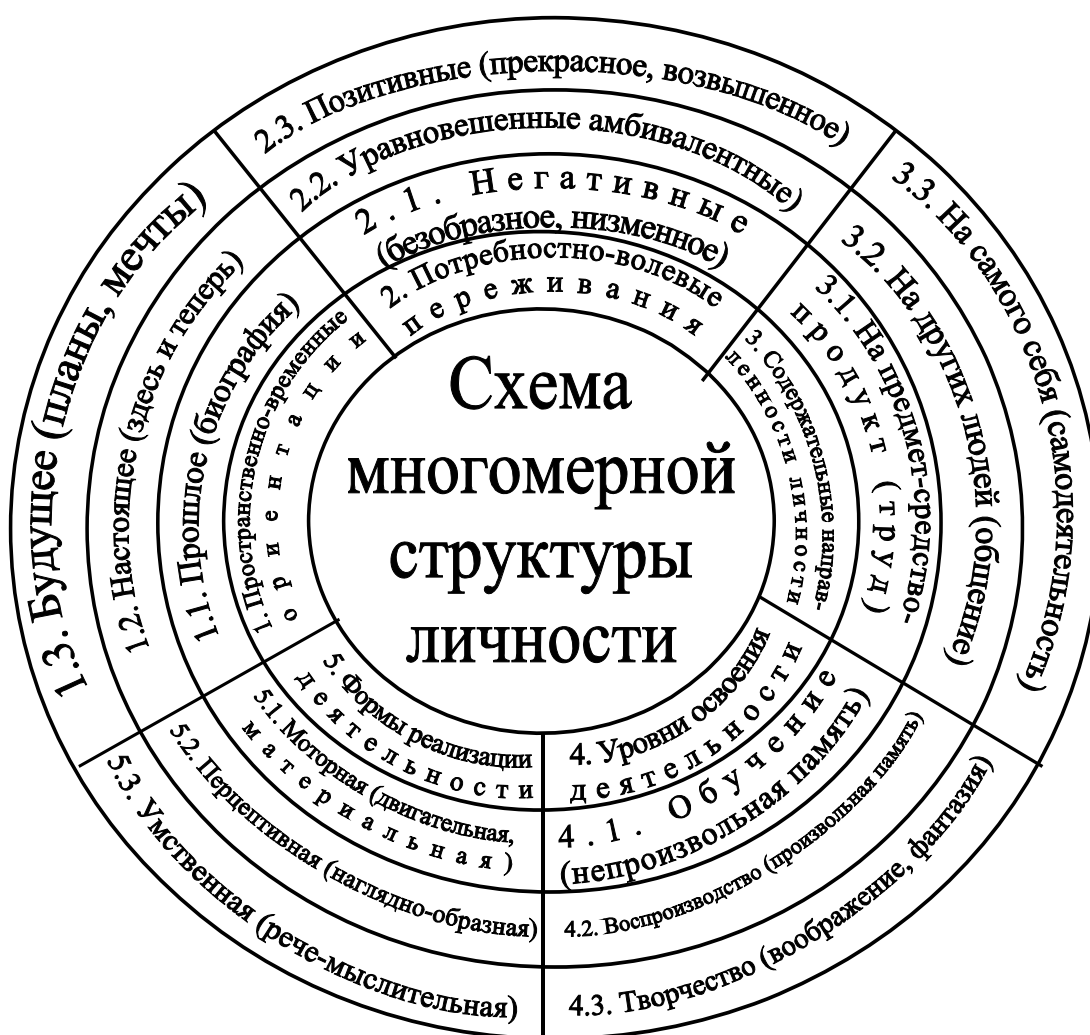 Схема
многомерной
структуры
личности
1. Пространственно-временные
ориентации
1.1. Прошлое (биография)
1.2. Настоящее (здесь и теперь)
1.3. Будущее (планы, мечты)
2. Потребностно-волевые
переживания
2.1. Негативные
(безобразное, низменное)
2.2. Уравновешенные амбивалентные)
2.3. Позитивные (прекрасное, возвышенное)
3. Содержательные направ-
ленности личности
3.1. На предмет-средство-
продукт (труд)
3.2. На других людей (общение)
3.3. На самого себя (самодеятельность)
4. Уровни освоения
деятельности
4.1. Обучение
(непроизвольная память)
4.2. Воспроизводство (произвольная память)
4.3. Творчество (воображение, фантазия)
5. Формы реализации
деятельности
5.1. Моторная (двигательная,
материальная)
5.2. Перцептивная (наглядно-образная)
5.3. Умственная (рече-мыслительная)